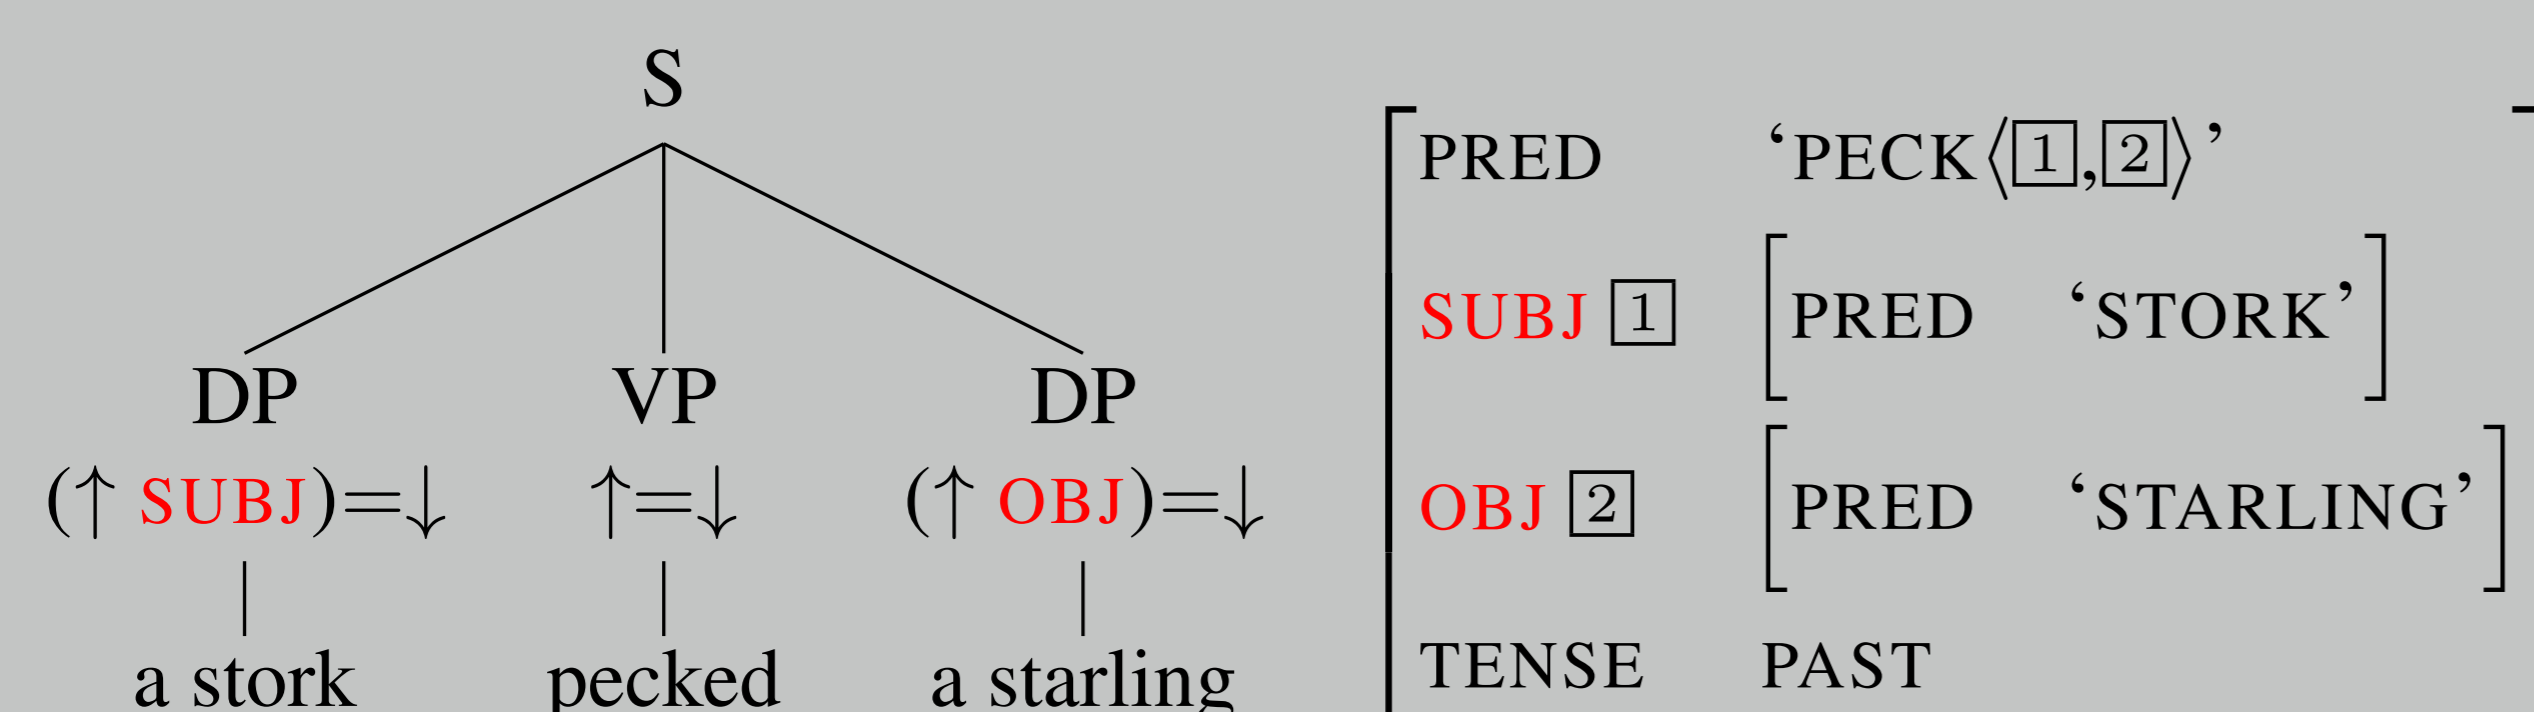 S
DP VP DP
(↑ SUBJ)=↓ ↑=↓ (↑ OBJ)=↓
a stork pecked a starling
PRED ‘PECK⟨1,2⟩’
SUBJ 1 [PRED ‘STORK’]
OBJ 2 [PRED ‘STARLING’]
TENSE PAST